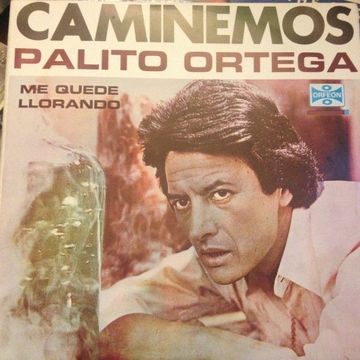 CAMINEMOS
PALITO ORTEGA
ME QUEDE
LLORANDO
ORFEON